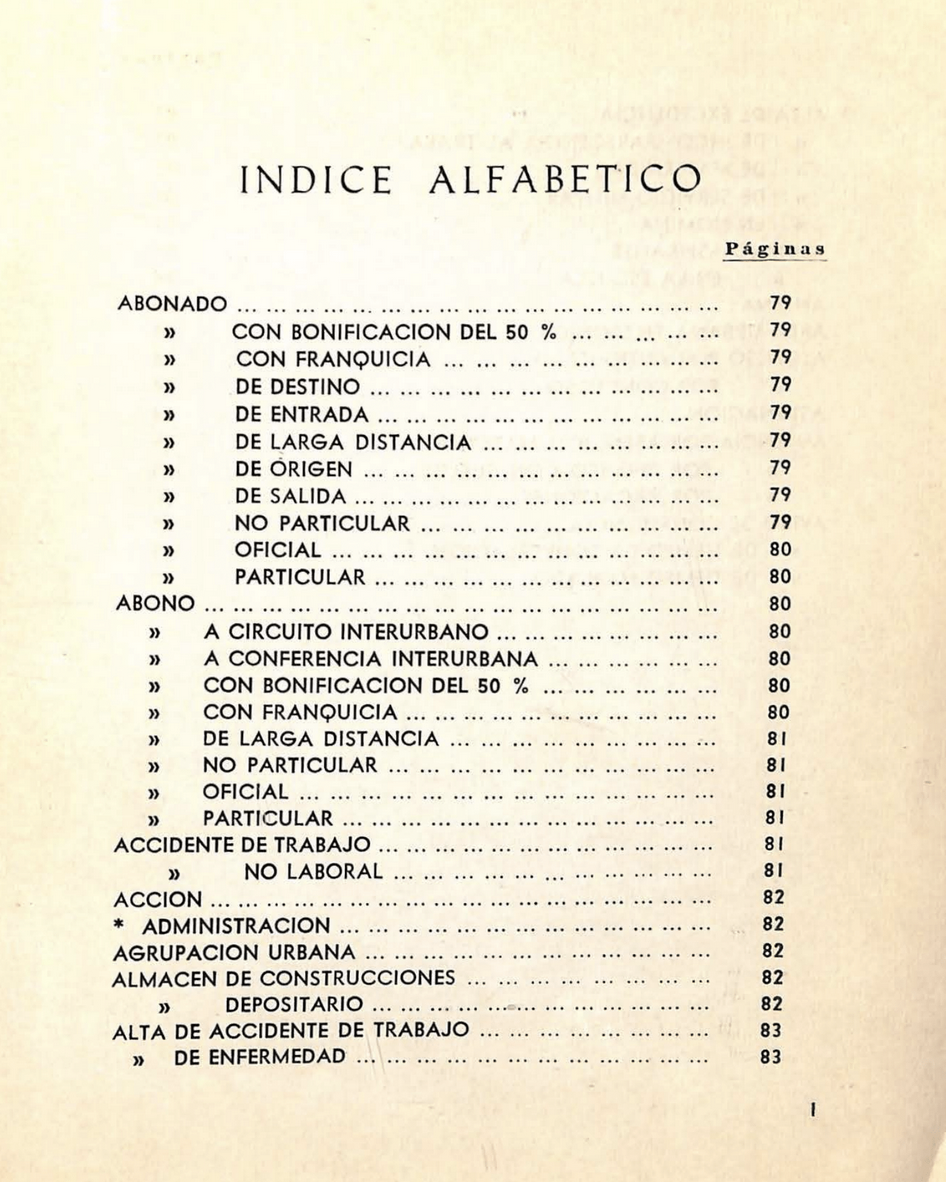 INDICE ALFABETICO
Páginas
ABONADO ... ... ... ... ... ... ... ... ... ... ... ... ... ... ... ... ... 79
» CON BONIFICACION DEL 50 % ... ... ... ... ... 79
» CON FRANQUICIA ... ... ... ... ... ... ... ... ... 79
» DE DESTINO ... ... ... ... ... ... ... ... ... ... ... ... 79
» DE ENTRADA ... ... ... ... ... ... ... ... ... ... ... ... 79
» DE LARGA DISTANCIA ... ... ... ... ... ... ... ... 79
» DE ÓRIGEN ... ... ... ... ... ... ... ... ... ... ... ... 79
» DE SALIDA ... ... ... ... ... ... ... ... ... ... ... ... 79
» NO PARTICULAR ... ... ... ... ... ... ... ... ... ... 79
» OFICIAL ... ... ... ... ... ... ... ... ... ... ... ... ... 80
» PARTICULAR ... ... ... ... ... ... ... ... ... ... ... ... 80
ABONO ... ... ... ... ... ... ... ... ... ... ... ... ... ... ... ... ... ... 80
» A CIRCUITO INTERURBANO ... ... ... ... ... ... ... ... 80
» A CONFERENCIA INTERURBANA ... ... ... ... ... ... 80
» CON BONIFICACION DEL 50 % ... ... ... ... ... ... 80
» CON FRANQUICIA ... ... ... ... ... ... ... ... ... ... ... 80
» DE LARGA DISTANCIA ... ... ... ... ... ... ... ... ... 81
» NO PARTICULAR ... ... ... ... ... ... ... ... ... ... ... 81
» OFICIAL ... ... ... ... ... ... ... ... ... ... ... ... ... ... 81
» PARTICULAR ... ... ... ... ... ... ... ... ... ... ... ... ... 81
ACCIDENTE DE TRABAJO ... ... ... ... ... ... ... ... ... ... ... ... 81
» NO LABORAL ... ... ... ... ... ... ... ... ... ... ... 81
ACCION ... ... ... ... ... ... ... ... ... ... ... ... ... ... ... ... ... ... 82
* ADMINISTRACION ... ... ... ... ... ... ... ... ... ... ... ... ... 82
AGRUPACION URBANA ... ... ... ... ... ... ... ... ... ... ... ... 82
ALMACEN DE CONSTRUCCIONES ... ... ... ... ... ... ... ... ... 82
» DEPOSITARIO ... ... ... ... ... ... ... ... ... ... ... ... 82
ALTA DE ACCIDENTE DE TRABAJO ... ... ... ... ... ... ... ... 83
» DE ENFERMEDAD ... ... ... ... ... ... ... ... ... ... ... ... 83
I